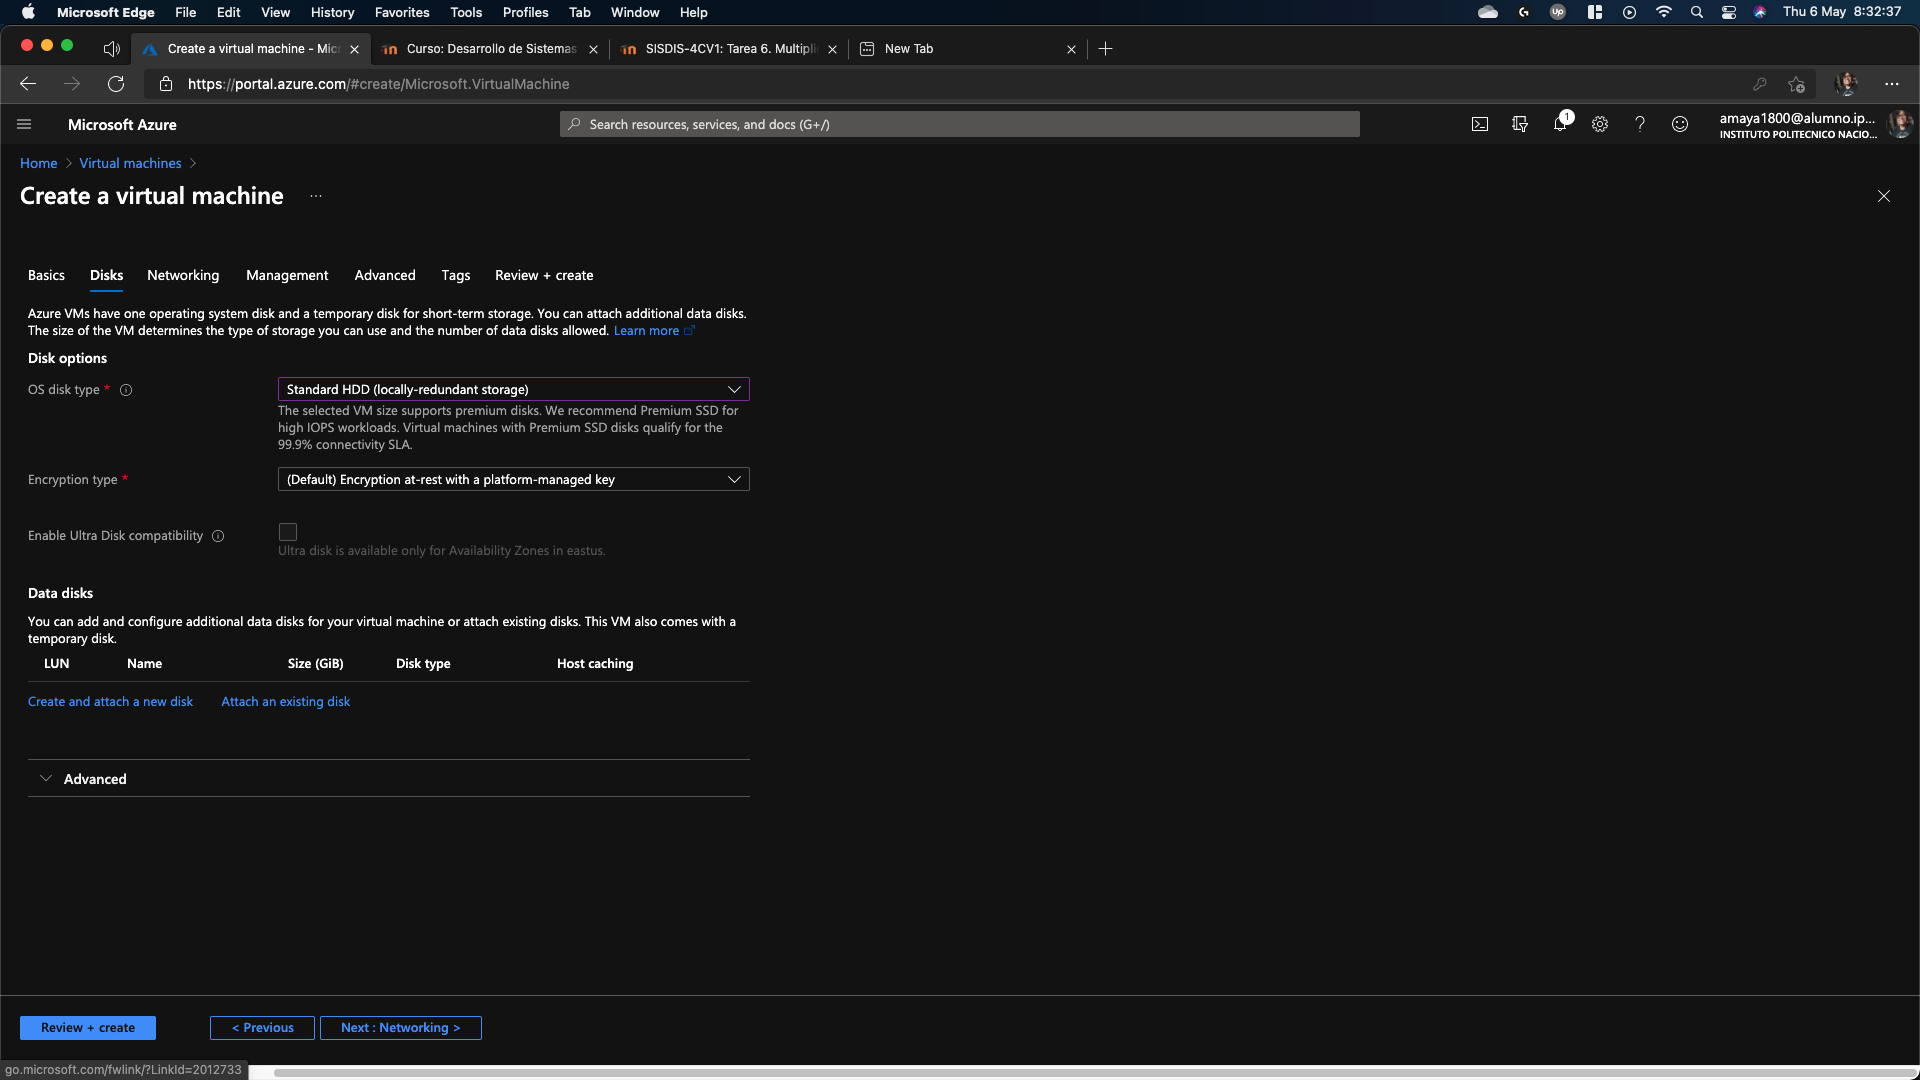 Microsoft Edge File Edit View History Favorites Tools Profiles Tab Window Help Thu 6 May 8:32:37
Create a virtual machine - Mic Curso: Desarrollo de Sistemas SISDIS-4CV1: Tarea 6. Multipli New Tab
https://portal.azure.com/#create/Microsoft.VirtualMachine
Microsoft Azure Search resources, services, and docs (G+/) 1 amaya1800@alumno.ip...
INSTITUTO POLITECNICO NACIO...
Home > Virtual machines >
Create a virtual machine ...
Basics Disks Networking Management Advanced Tags Review + create
Azure VMs have one operating system disk and a temporary disk for short-term storage. You can attach additional data disks.
The size of the VM determines the type of storage you can use and the number of data disks allowed. Learn more
Disk options
OS disk type * Standard HDD (locally-redundant storage)
The selected VM size supports premium disks. We recommend Premium SSD for
high IOPS workloads. Virtual machines with Premium SSD disks qualify for the
99.9% connectivity SLA.
Encryption type * (Default) Encryption at-rest with a platform-managed key
Enable Ultra Disk compatibility
Ultra disk is available only for Availability Zones in eastus.
Data disks
You can add and configure additional data disks for your virtual machine or attach existing disks. This VM also comes with a
temporary disk.
LUN Name Size (GiB) Disk type Host caching
Create and attach a new disk Attach an existing disk
Advanced
Review + create < Previous Next : Networking >
go.microsoft.com/fwlink/?LinkId=2012733